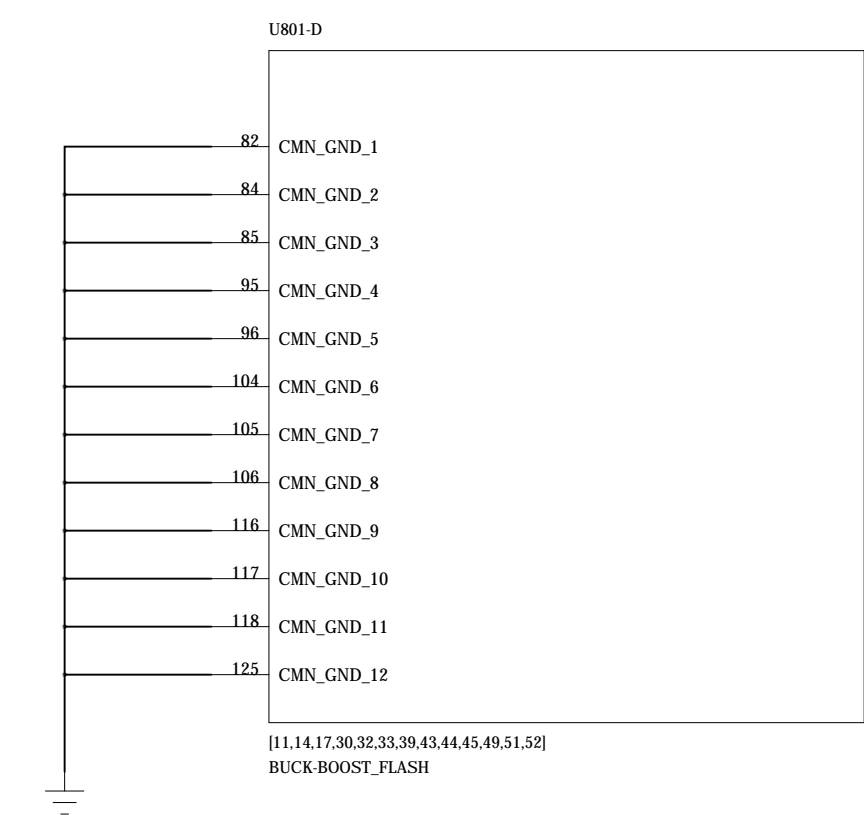 U801-D
82 CMN_GND_1
84 CMN_GND_2
85 CMN_GND_3
95 CMN_GND_4
96 CMN_GND_5
104 CMN_GND_6
105 CMN_GND_7
106 CMN_GND_8
116 CMN_GND_9
117 CMN_GND_10
118 CMN_GND_11
125 CMN_GND_12
[11,14,17,30,32,33,39,43,44,45,49,51,52]
BUCK-BOOST_FLASH